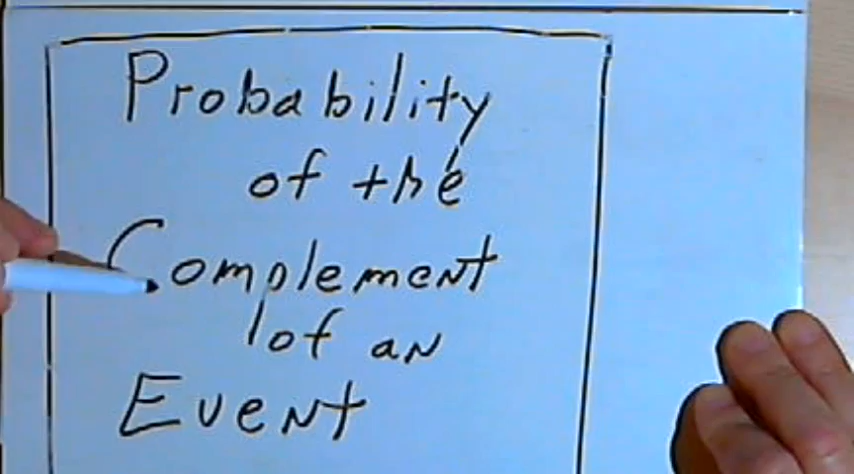 Probability
of the
Complement
of an
Event